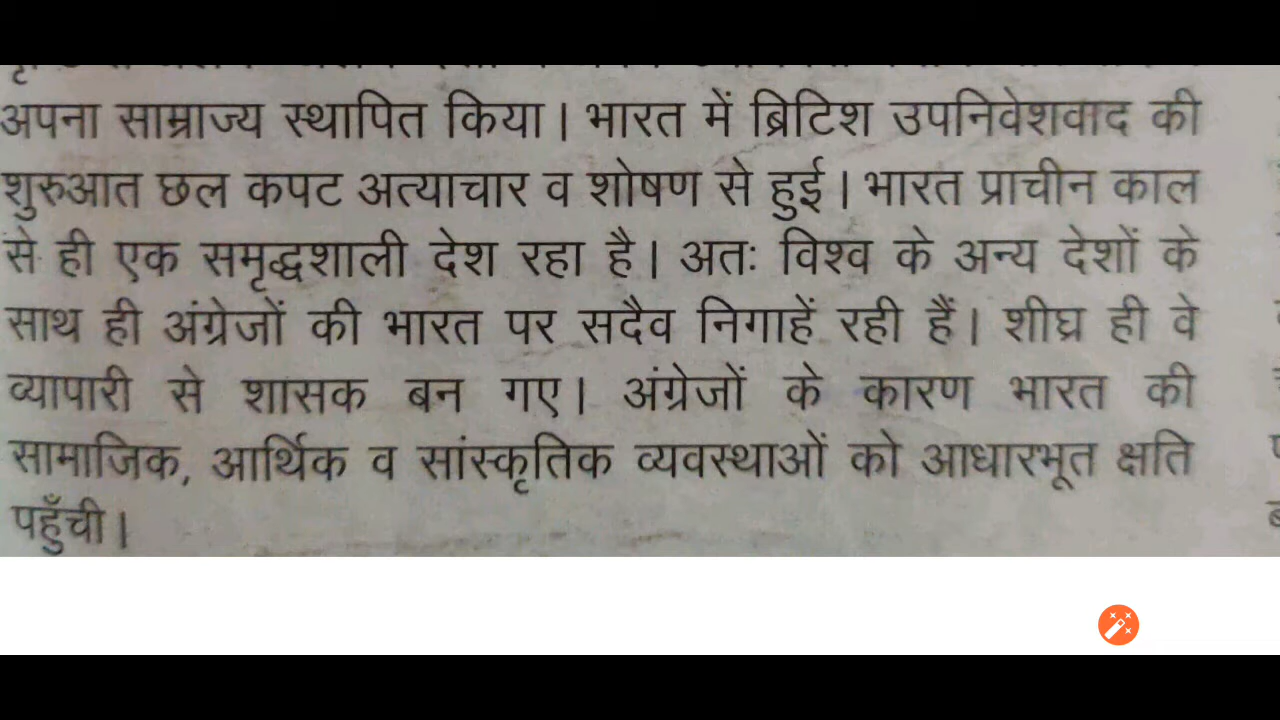 अपना साम्राज्य स्थापित किया। भारत में ब्रिटिश उपनिवेशवाद की
शुरुआत छल कपट अत्याचार व शोषण से हुई। भारत प्राचीन काल
से ही एक समृद्धशाली देश रहा है। अतः विश्व के अन्य देशों के
साथ ही अंग्रेजों की भारत पर सदैव निगाहें रही हैं। शीघ्र ही वे
व्यापारी से शासक बन गए। अंग्रेजों के कारण भारत की
सामाजिक, आर्थिक व सांस्कृतिक व्यवस्थाओं को आधारभूत क्षति
पहुँची।